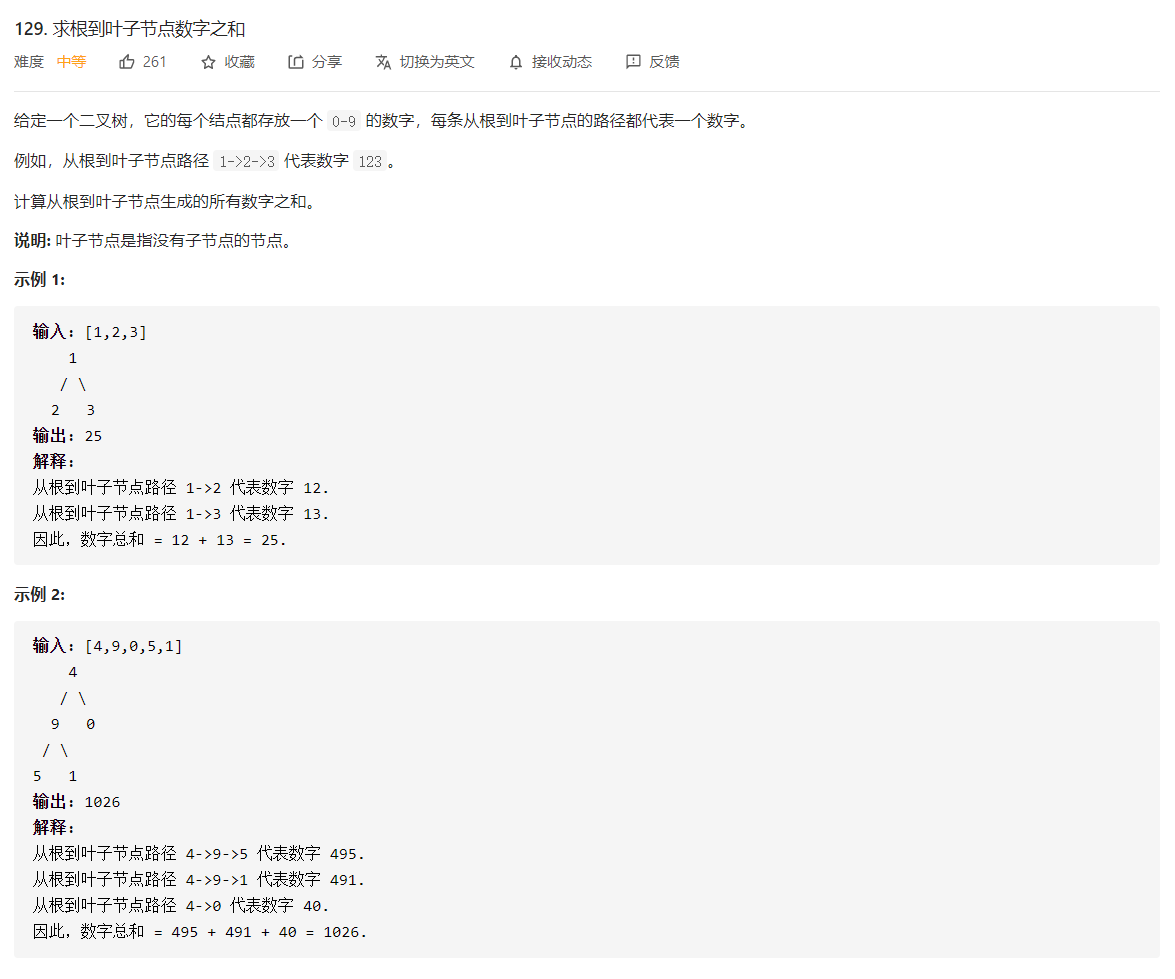 129. 求根到叶子节点数字之和
难度 中等 261 收藏 分享 切换为英文 接收动态 反馈
给定一个二叉树，它的每个结点都存放一个 0-9 的数字，每条从根到叶子节点的路径都代表一个数字。
例如，从根到叶子节点路径 1->2->3 代表数字 123。
计算从根到叶子节点生成的所有数字之和。
说明: 叶子节点是指没有子节点的节点。
示例 1:
输入: [1,2,3]
    1
   / \
  2   3
输出: 25
解释:
从根到叶子节点路径 1->2 代表数字 12.
从根到叶子节点路径 1->3 代表数字 13.
因此，数字总和 = 12 + 13 = 25.
示例 2:
输入: [4,9,0,5,1]
    4
   / \
  9   0
 / \
5   1
输出: 1026
解释:
从根到叶子节点路径 4->9->5 代表数字 495.
从根到叶子节点路径 4->9->1 代表数字 491.
从根到叶子节点路径 4->0 代表数字 40.
因此，数字总和 = 495 + 491 + 40 = 1026.